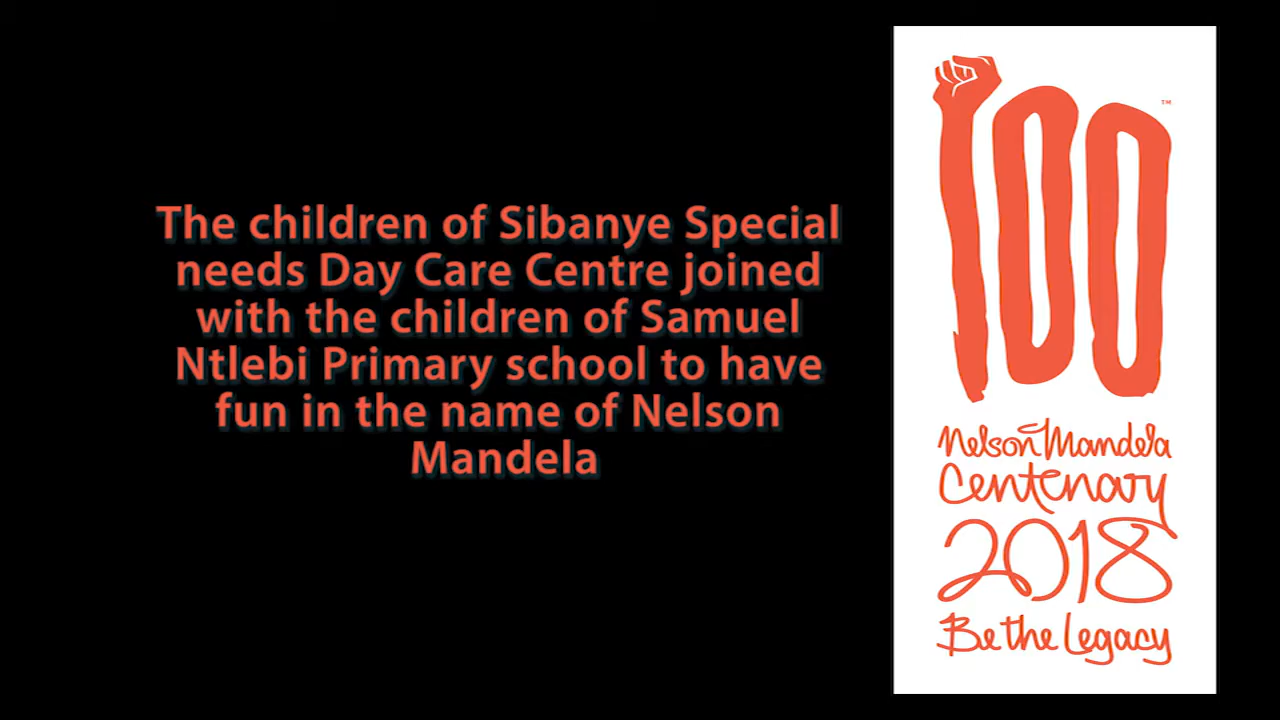 The children of Sibanye Special
needs Day Care Centre joined
with the children of Samuel
Ntlebi Primary school to have
fun in the name of Nelson
Mandela
100
™
Nelson Mandela
Centenary
2018
Be the Legacy